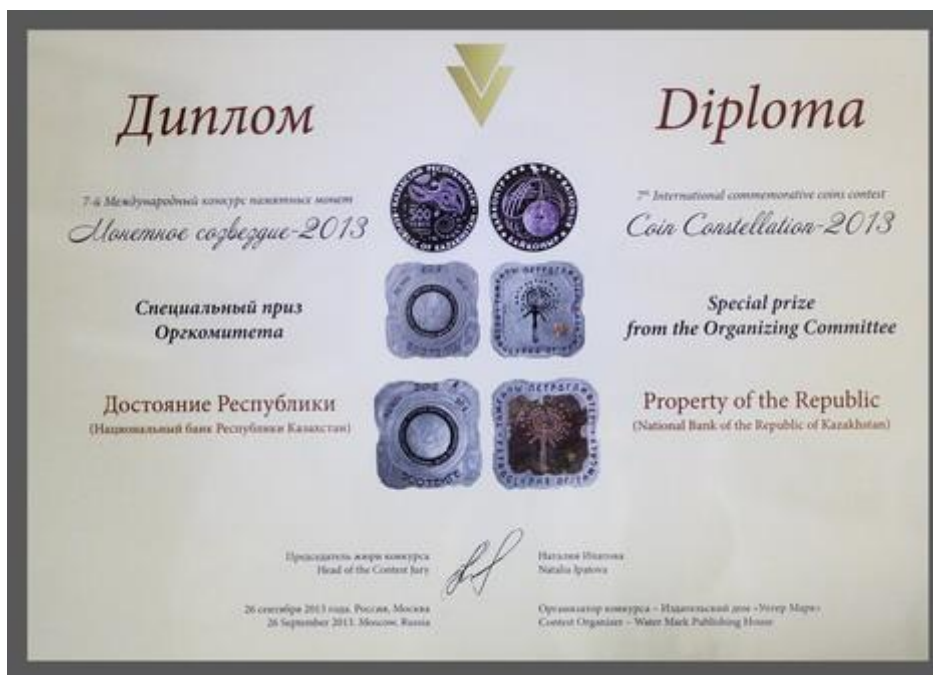 Диплом
7-й Международный конкурс памятных монет
Монетное созвездие-2013
Специальный приз
Оргкомитета
Достояние Республики
(Национальный банк Республики Казахстан)
Diploma
7th International commemorative coins contest
Coin Constellation-2013
Special prize
from the Organizing Committee
Property of the Republic
(National Bank of the Republic of Kazakhstan)
500
БАЙКОНЫР
Председатель жюри конкурса
Head of the Contest Jury
Наталия Ипатова
Natalia Ipatova
26 сентября 2013 года, Россия, Москва
26 September 2013, Moscow, Russia
Организатор конкурса – Издательский дом «Уотер Марк»
Contest Organizer – Water Mark Publishing House